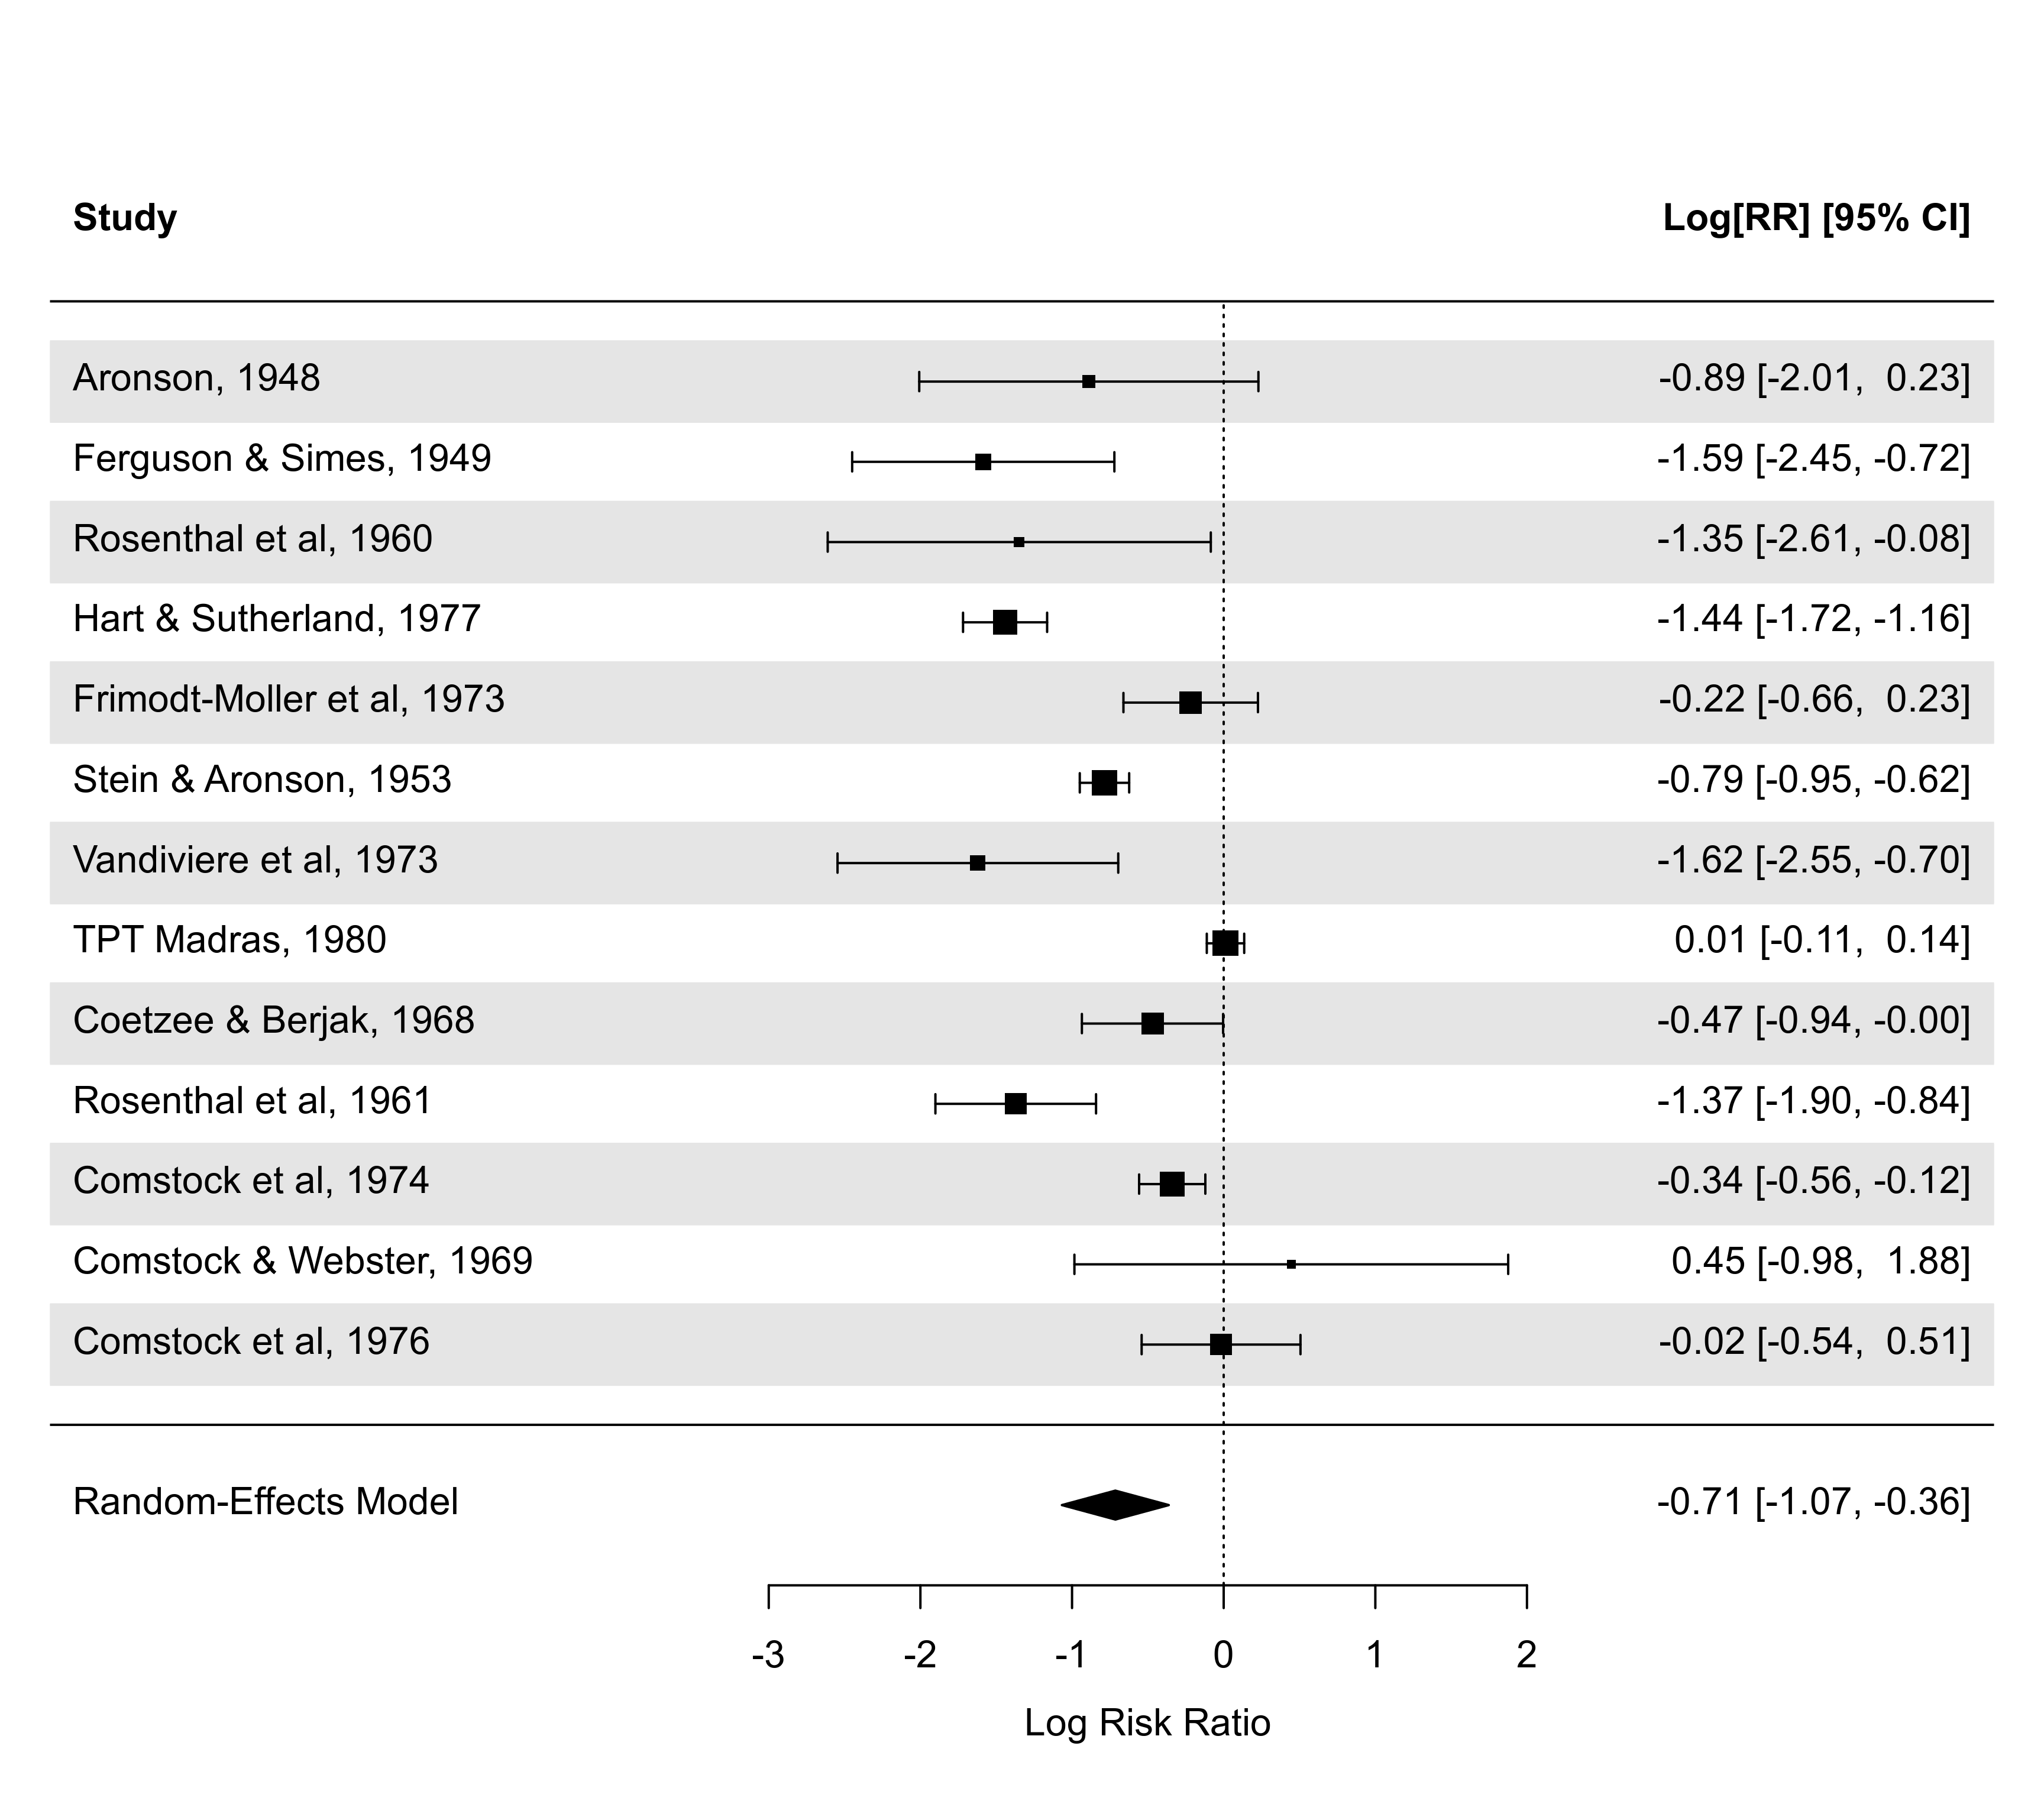 Study Log[RR] [95% CI]
Aronson, 1948 -0.89 [-2.01, 0.23]
Ferguson & Simes, 1949 -1.59 [-2.45, -0.72]
Rosenthal et al, 1960 -1.35 [-2.61, -0.08]
Hart & Sutherland, 1977 -1.44 [-1.72, -1.16]
Frimodt-Moller et al, 1973 -0.22 [-0.66, 0.23]
Stein & Aronson, 1953 -0.79 [-0.95, -0.62]
Vandiviere et al, 1973 -1.62 [-2.55, -0.70]
TPT Madras, 1980 0.01 [-0.11, 0.14]
Coetzee & Berjak, 1968 -0.47 [-0.94, -0.00]
Rosenthal et al, 1961 -1.37 [-1.90, -0.84]
Comstock et al, 1974 -0.34 [-0.56, -0.12]
Comstock & Webster, 1969 0.45 [-0.98, 1.88]
Comstock et al, 1976 -0.02 [-0.54, 0.51]
Random-Effects Model -0.71 [-1.07, -0.36]
-3 -2 -1 0 1 2
Log Risk Ratio